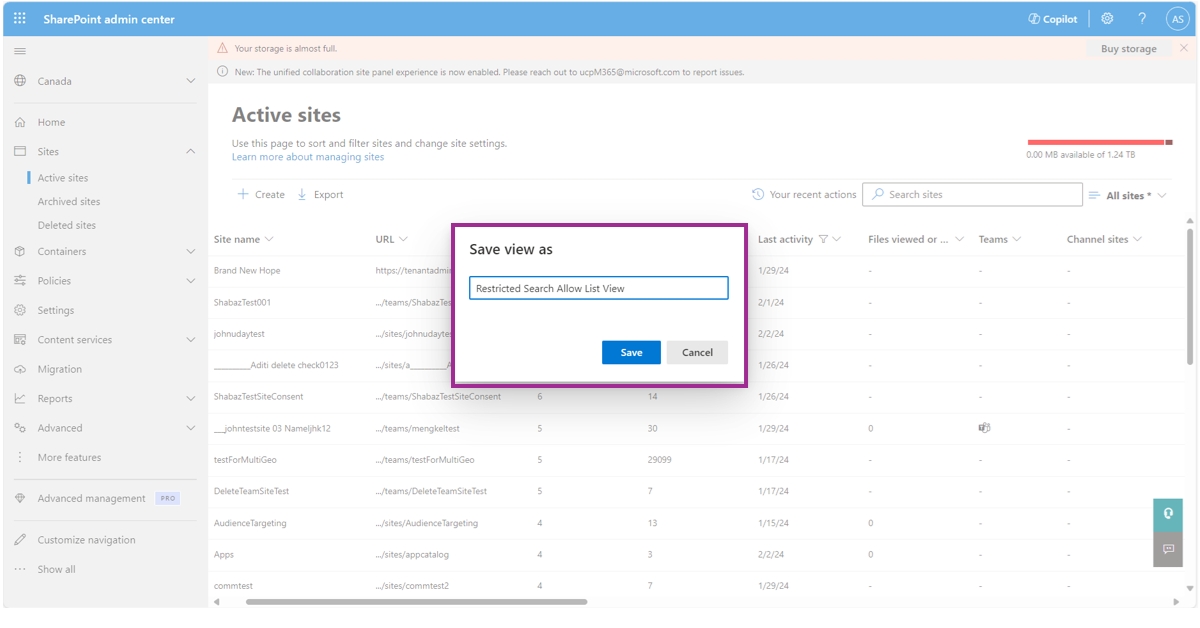 SharePoint admin center
Copilot
?
AS
Canada
Home
Sites
Active sites
Archived sites
Deleted sites
Containers
Policies
Settings
Content services
Migration
Reports
Advanced
More features
Advanced management PRO
Customize navigation
Show all
Your storage is almost full.
Buy storage
New: The unified collaboration site panel experience is now enabled. Please reach out to ucpM365@microsoft.com to report issues.
Active sites
Use this page to sort and filter sites and change site settings.
Learn more about managing sites
0.00 MB available of 1.24 TB
Create Export
Your recent actions Search sites All sites *
Site name URL Last activity Files viewed or ... Teams Channel sites
Brand New Hope https://tenantadmin 1/29/24 - - -
ShabazTest001 .../teams/ShabazTes 2/1/24 - - -
johnudaytest .../sites/johnudaytes 2/2/24 - - -
________Aditi delete check0123 .../sites/a________A 1/26/24 - - -
ShabazTestSiteConsent .../teams/ShabazTestSiteConsent 6 14 1/26/24 - - -
__johntestsite 03 Nameljhk12 .../teams/mengkeltest 5 30 1/29/24 0 -
testForMultiGeo .../teams/testForMultiGeo 5 29099 1/17/24 - - -
DeleteTeamSiteTest .../teams/DeleteTeamSiteTest 5 7 1/17/24 - - -
AudienceTargeting .../sites/AudienceTargeting 4 13 1/15/24 0 - -
Apps .../sites/appcatalog 4 3 2/2/24 0 - -
commtest .../sites/commtest2 4 7 1/29/24 - - -
Save view as
Restricted Search Allow List View
Save Cancel